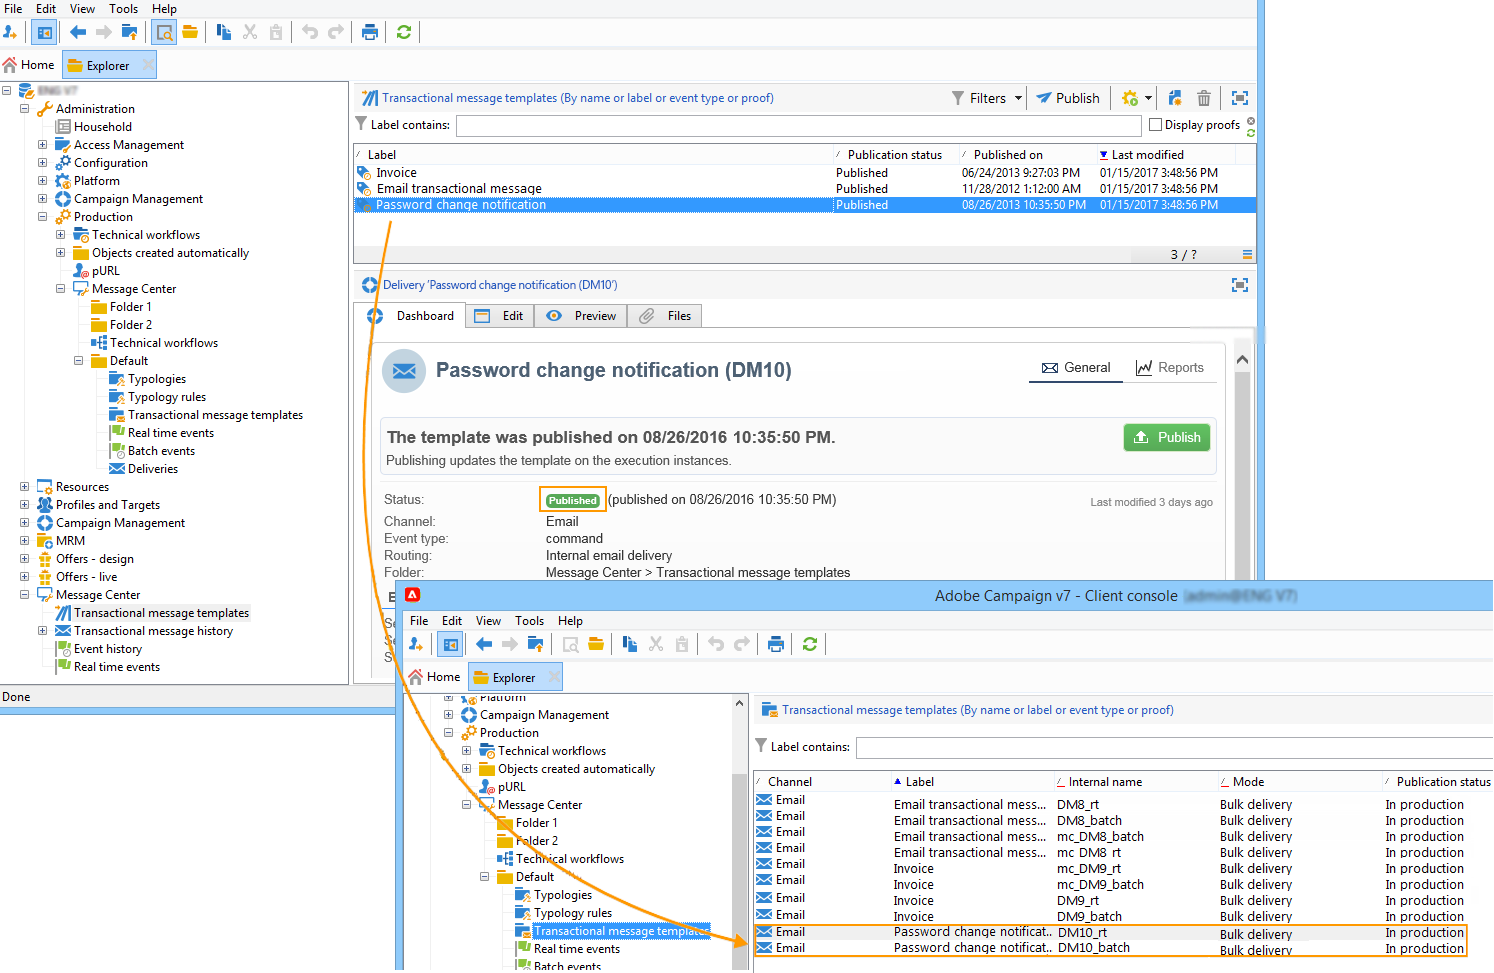 File Edit View Tools Help
Home Explorer
Administration
Household
Access Management
Configuration
Platform
Campaign Management
Production
Technical workflows
Objects created automatically
pURL
Message Center
Folder 1
Folder 2
Technical workflows
Default
Typologies
Typology rules
Transactional message templates
Real time events
Batch events
Deliveries
Resources
Profiles and Targets
Campaign Management
MRM
Offers - design
Offers - live
Message Center
Transactional message templates
Transactional message history
Event history
Real time events
Done
Transactional message templates (By name or label or event type or proof) Filters Publish
Label contains: Display proofs
Label Publication status Published on Last modified
Invoice Published 06/24/2013 9:27:03 PM 01/15/2017 3:48:56 PM
Email transactional message Published 11/28/2012 1:12:00 AM 01/15/2017 3:48:56 PM
Password change notification Published 08/26/2013 10:35:50 PM 01/15/2017 3:48:56 PM
3 / ?
Delivery 'Password change notification (DM10')
Dashboard Edit Preview Files
Password change notification (DM10) General Reports
The template was published on 08/26/2016 10:35:50 PM. Publish
Publishing updates the template on the execution instances.
Status: Published (published on 08/26/2016 10:35:50 PM) Last modified 3 days ago
Channel: Email
Event type: command
Routing: Internal email delivery
Folder: Message Center > Transactional message templates
Adobe Campaign v7 - Client console
File Edit View Tools Help
Home Explorer
Platform
Campaign Management
Production
Technical workflows
Objects created automatically
pURL
Message Center
Folder 1
Folder 2
Technical workflows
Default
Typologies
Typology rules
Transactional message templates
Real time events
Batch events
Transactional message templates (By name or label or event type or proof)
Label contains:
Channel Label Internal name Mode Publication status
Email Email transactional mess... DM8_rt Bulk delivery In production
Email Email transactional mess... DM8_batch Bulk delivery In production
Email Email transactional mess... mc_DM8_batch Bulk delivery In production
Email Email transactional mess... mc_DM8_rt Bulk delivery In production
Email Invoice mc_DM9_rt Bulk delivery In production
Email Invoice mc_DM9_batch Bulk delivery In production
Email Invoice DM9_rt Bulk delivery In production
Email Invoice DM9_batch Bulk delivery In production
Email Password change notificat... DM10_rt Bulk delivery In production
Email Password change notificat... DM10_batch Bulk delivery In production